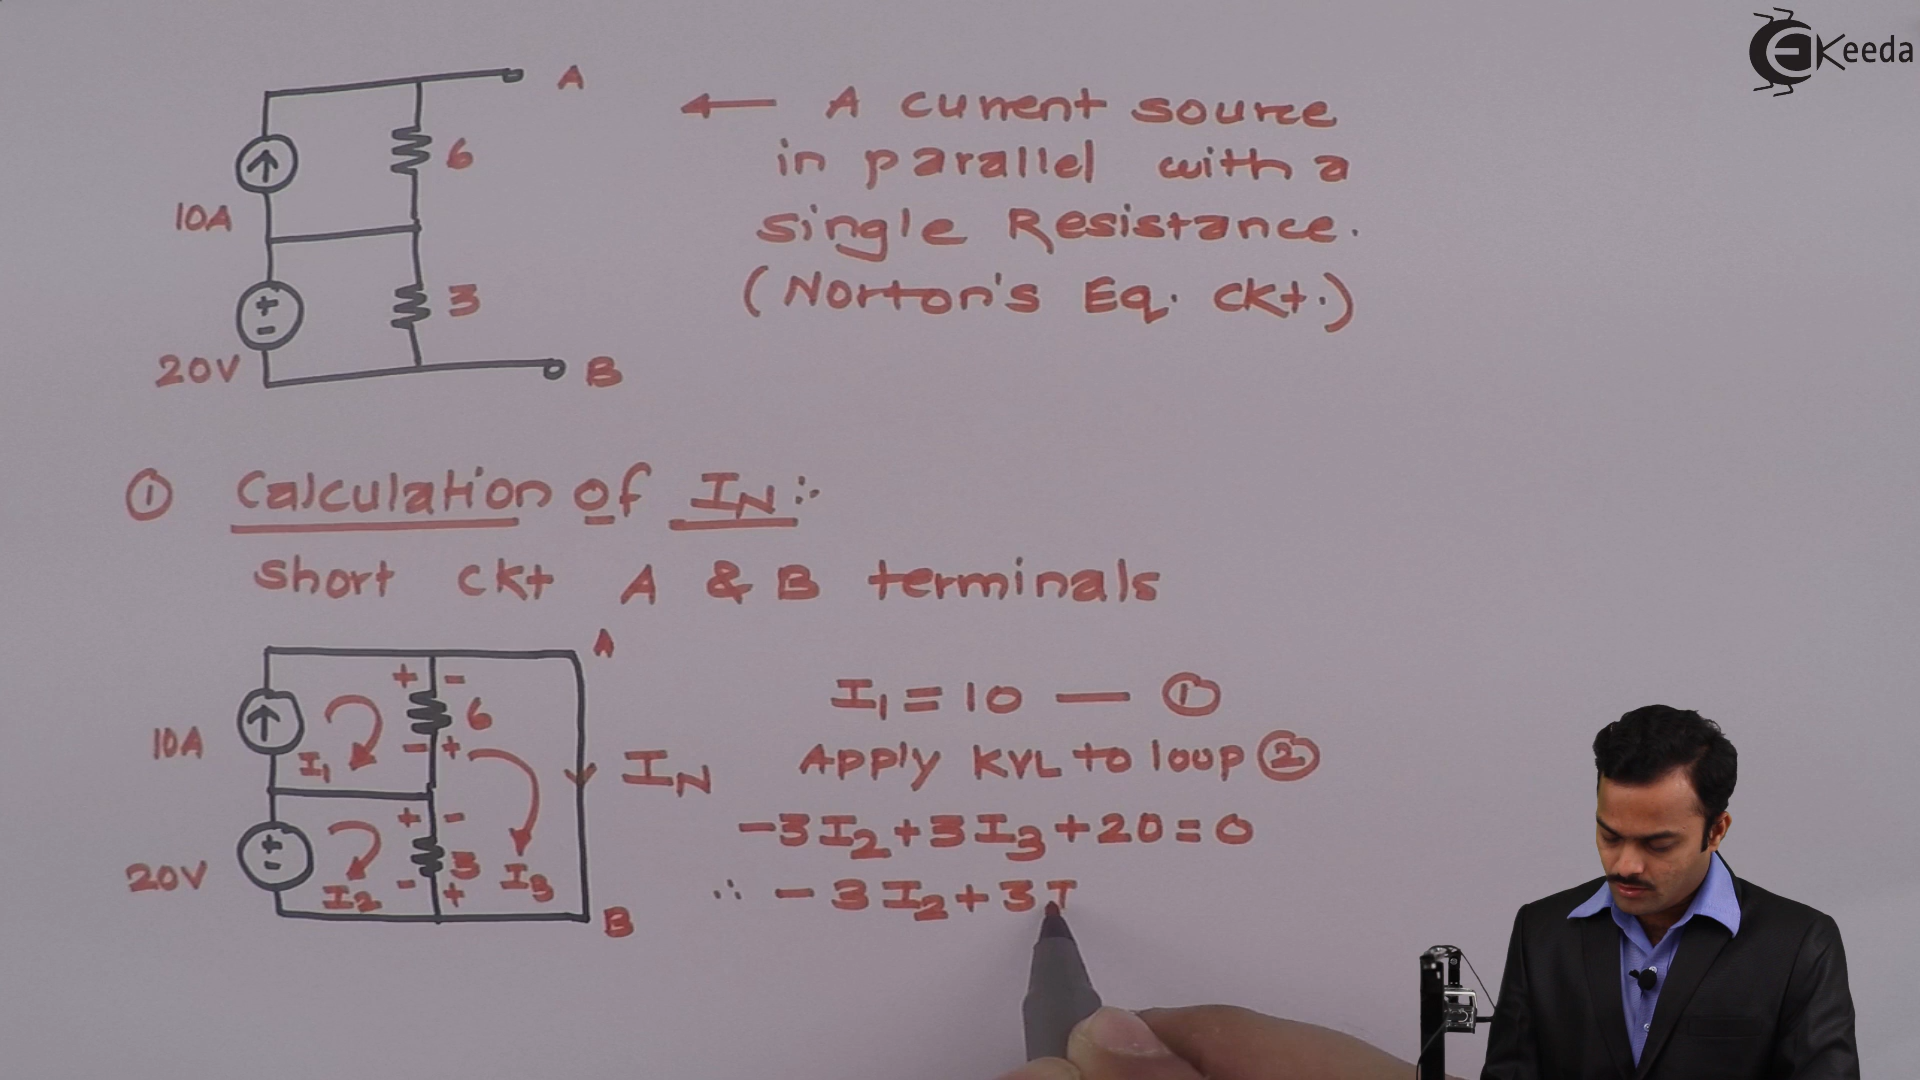 EKeeda
A
← A current source
6
in parallel with a
10A
single Resistance.
3
(Norton's Eq. ckt.)
20V
B
① Calculation of IN :-
short ckt A & B terminals
A
+ -
6
10A
I1
- +
IN
+ -
+ -
3
20V
I2
- +
I3
B
I1 = 10 — ①
Apply KVL to loop ②
-3I2+3I3+20=0
∴ -3I2+3I